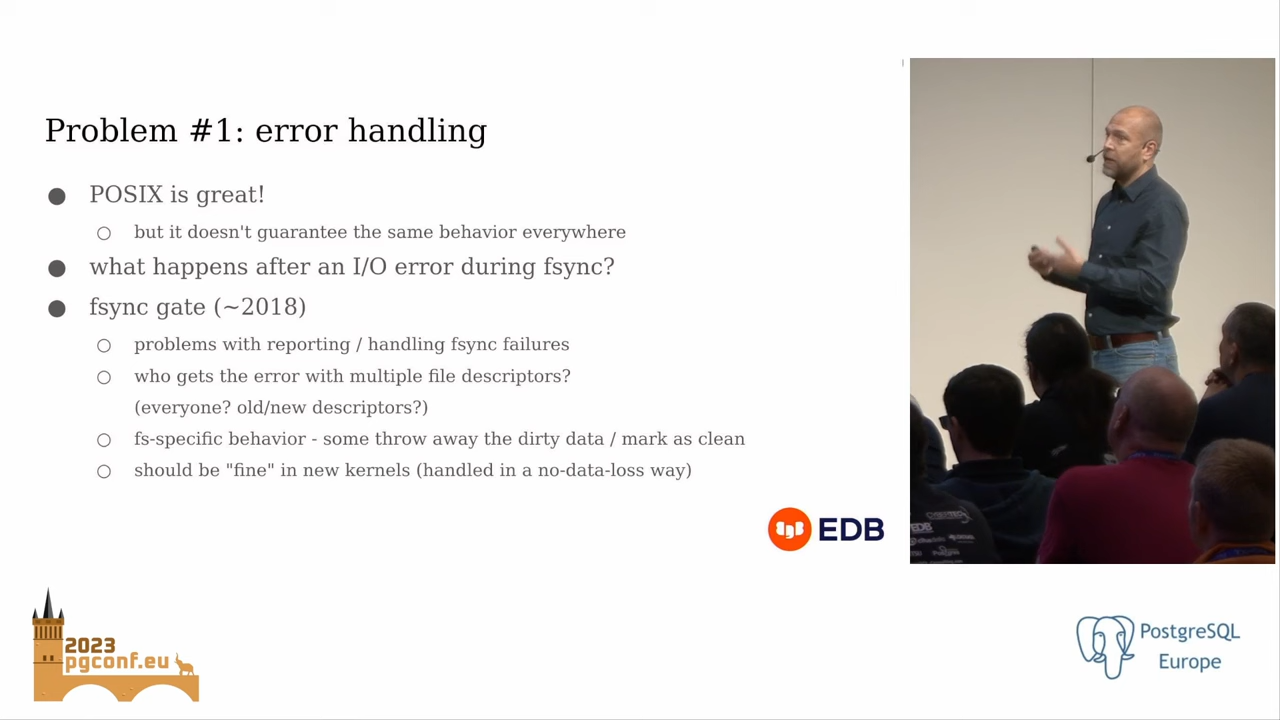 Problem #1: error handling
● POSIX is great!
○ but it doesn't guarantee the same behavior everywhere
● what happens after an I/O error during fsync?
● fsync gate (~2018)
○ problems with reporting / handling fsync failures
○ who gets the error with multiple file descriptors?
(everyone? old/new descriptors?)
○ fs-specific behavior - some throw away the dirty data / mark as clean
○ should be "fine" in new kernels (handled in a no-data-loss way)
EDB
2023
pgconf.eu
PostgreSQL
Europe
EDB